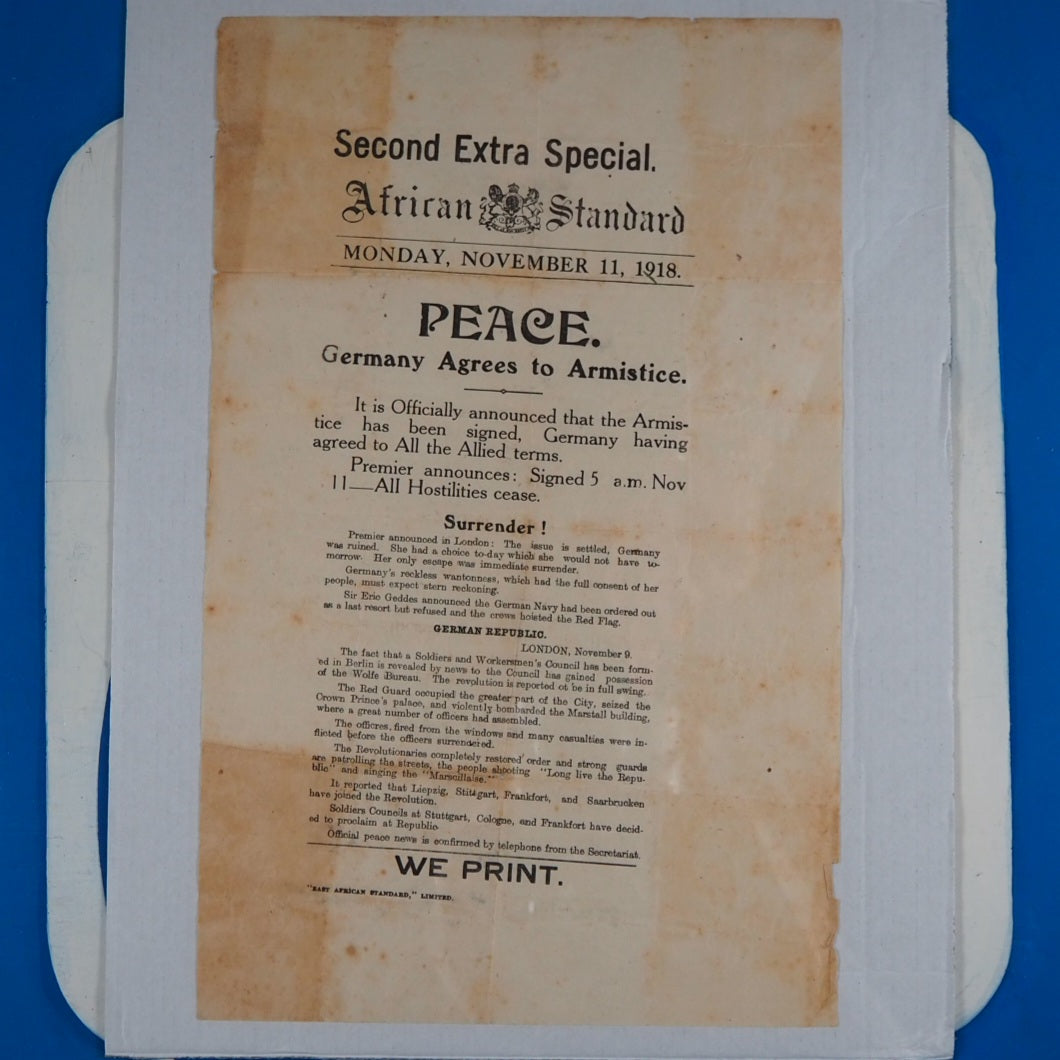 Second Extra Special.
African Standard
MONDAY, NOVEMBER 11, 1918.
PEACE.
Germany Agrees to Armistice.
It is Officially announced that the Armis-
tice has been signed, Germany having
agreed to All the Allied terms.
Premier announces: Signed 5 a.m. Nov
11—All Hostilities cease.
Surrender !
Premier announced in London: The issue is settled, Germany
was ruined. She had a choice to-day which she would not have to-
morrow. Her only escape was immediate surrender.
Germany's reckless wantonness, which had the full consent of her
people, must expect stern reckoning.
Sir Eric Geddes announced the German Navy had been ordered out
as a last resort but refused and the crews hoisted the Red Flag.
GERMAN REPUBLIC.
LONDON, November 9.
The fact that a Soldiers and Workersmen's Council has been form-
ed in Berlin is revealed by news to the Council has gained possession
of the Wolfe Bureau. The revolution is reported ot be in full swing.
The Red Guard occupied the greater part of the City, seized the
Crown Prince's palace, and violently bombarded the Marstall building,
where a great number of officers had assembled.
The offices, fired from the windows and many casualties were in-
flicted before the officers surrendered.
The Revolutionaries completely restored order and strong guards
are patrolling the streets, the people shooting "Long live the Repu-
blic" and singing the "Marseillaise."
It reported that Liepzig, Stittgart, Frankfort, and Saarbrucken
have joined the Revolution.
Soldiers Councils at Stuttgart, Cologne, and Frankfort have decid-
ed to proclaim at Republic
Official peace news is confirmed by telephone from the Secretariat.
WE PRINT.
"EAST AFRICAN STANDARD," LIMITED.